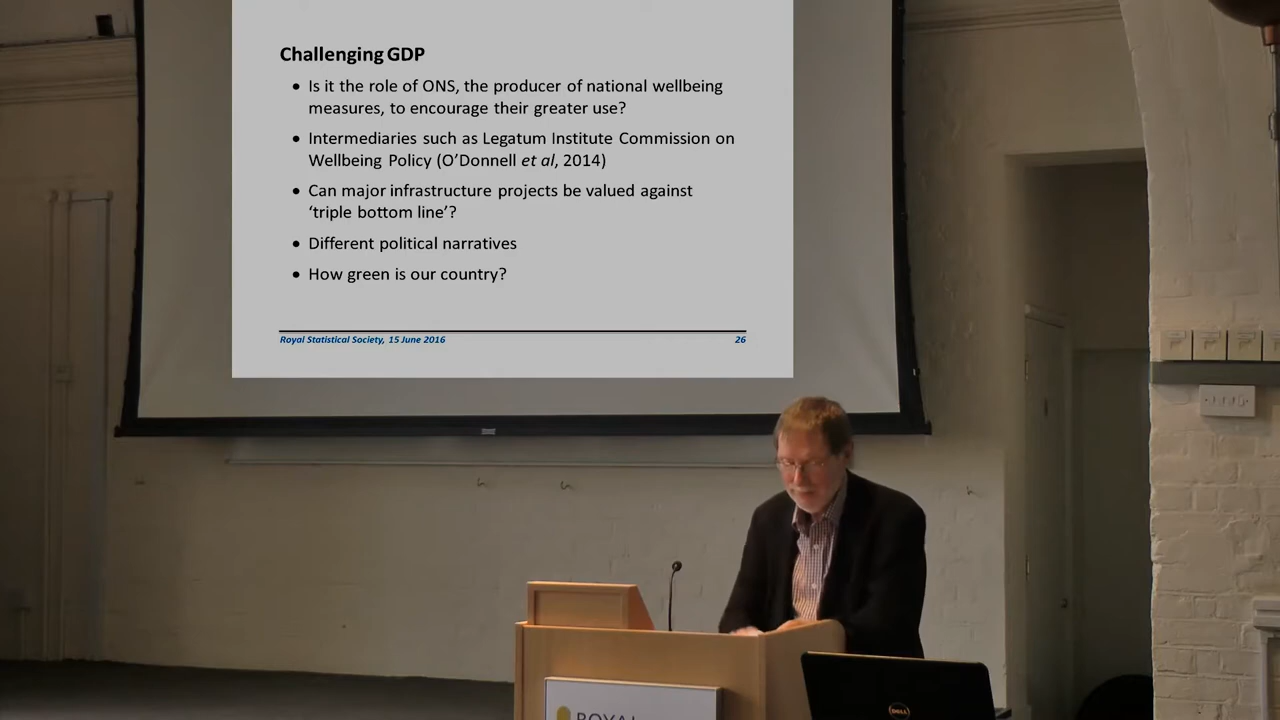 Challenging GDP
• Is it the role of ONS, the producer of national wellbeing
measures, to encourage their greater use?
• Intermediaries such as Legatum Institute Commission on
Wellbeing Policy (O’Donnell et al, 2014)
• Can major infrastructure projects be valued against
‘triple bottom line’?
• Different political narratives
• How green is our country?
Royal Statistical Society, 15 June 2016 26
ROYAL
DELL